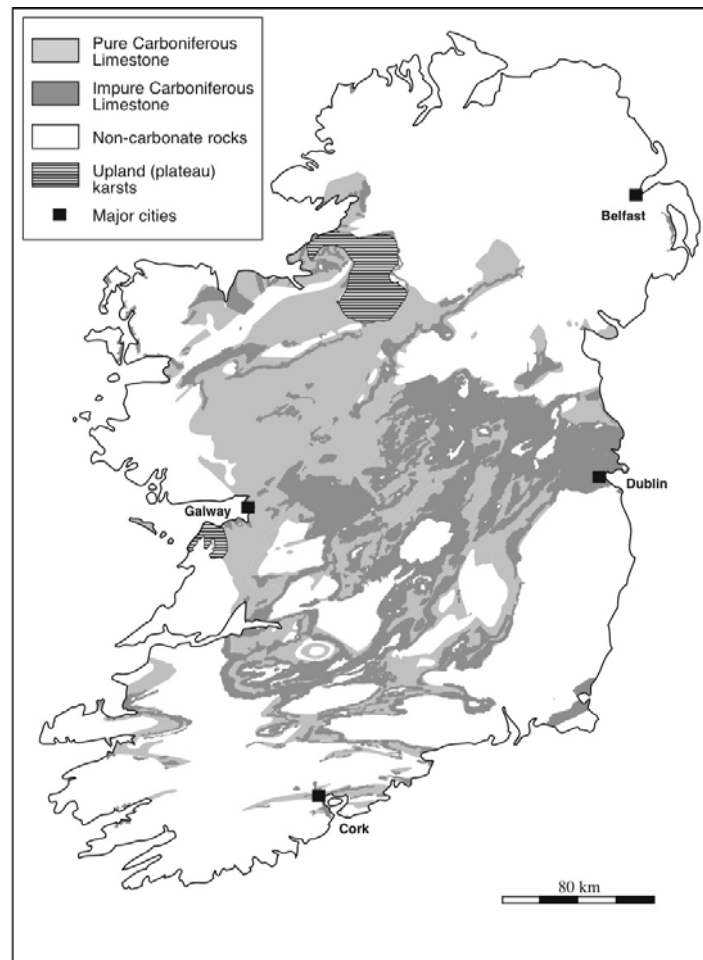 Pure Carboniferous
Limestone
Impure Carboniferous
Limestone
Non-carbonate rocks
Upland (plateau)
karsts
Major cities
Belfast
Dublin
Galway
Cork
80 km